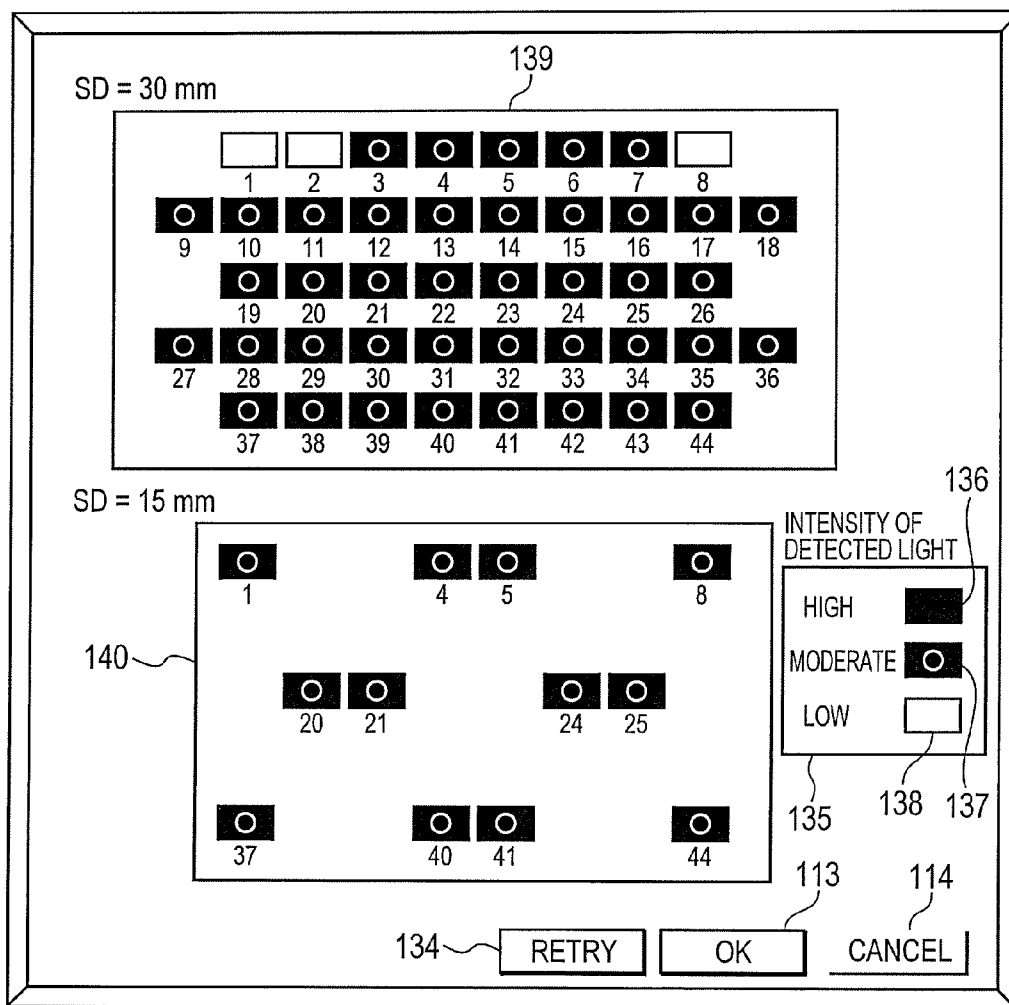 139
SD = 30 mm
1 2 3 4 5 6 7 8
9 10 11 12 13 14 15 16 17 18
19 20 21 22 23 24 25 26
27 28 29 30 31 32 33 34 35 36
37 38 39 40 41 42 43 44
SD = 15 mm
136
INTENSITY OF
DETECTED LIGHT
1 4 5 8
HIGH
140
MODERATE
20 21 24 25
LOW
135 138 137
37 40 41 44
113 114
134 RETRY OK CANCEL